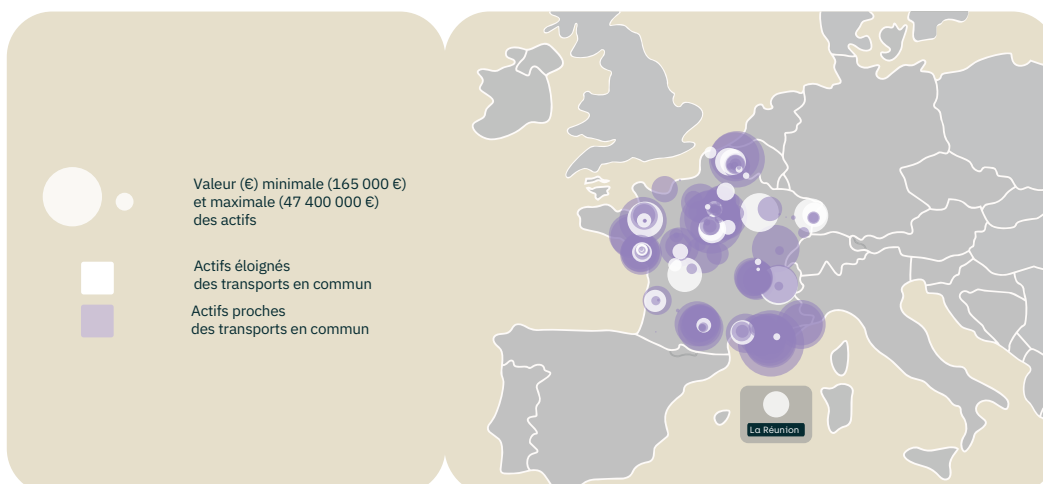 Valeur (€) minimale (165 000 €)
et maximale (47 400 000 €)
des actifs
Actifs éloignés
des transports en commun
Actifs proches
des transports en commun
La Réunion